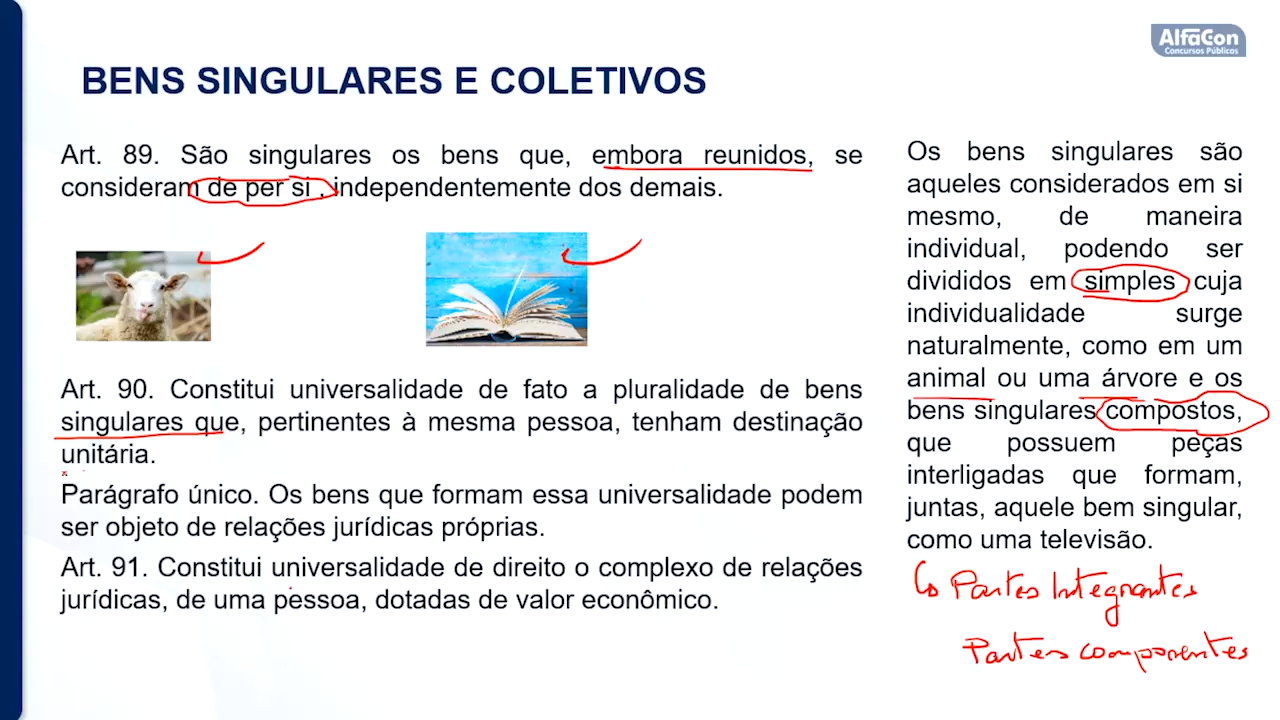 AlfaCon
Concursos Públicos
BENS SINGULARES E COLETIVOS
Art. 89. São singulares os bens que, embora reunidos, se
consideram de per si , independentemente dos demais.
Art. 90. Constitui universalidade de fato a pluralidade de bens
singulares que, pertinentes à mesma pessoa, tenham destinação
unitária.
Parágrafo único. Os bens que formam essa universalidade podem
ser objeto de relações jurídicas próprias.
Art. 91. Constitui universalidade de direito o complexo de relações
jurídicas, de uma pessoa, dotadas de valor econômico.
Os bens singulares são
aqueles considerados em si
mesmo, de maneira
individual, podendo ser
divididos em simples cuja
individualidade surge
naturalmente, como em um
animal ou uma árvore e os
bens singulares compostos,
que possuem peças
interligadas que formam,
juntas, aquele bem singular,
como uma televisão.
Partes Integrantes
Partes componentes